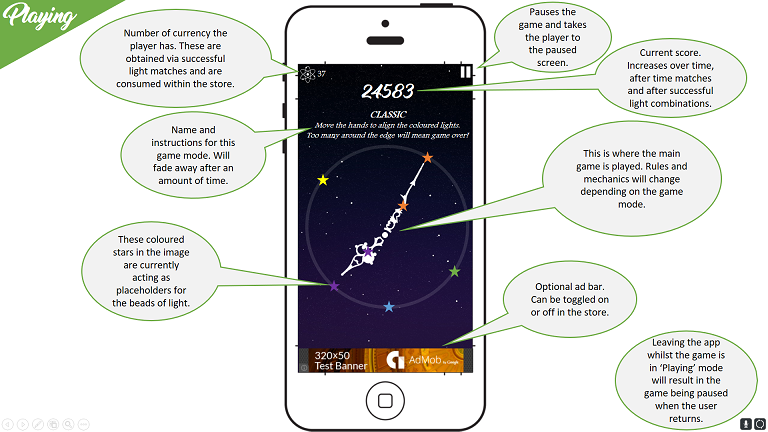 Playing
Number of currency the
player has. These are
obtained via successful
light matches and are
consumed within the store.
Pauses the
game and takes
the player to
the paused
screen.
Current score.
Increases over time,
after time matches
and after successful
light combinations.
37
24583
CLASSIC
Move the hands to align the coloured lights.
Too many around the edge will mean game over!
Name and
instructions for this
game mode. Will
fade away after an
amount of time.
This is where the main
game is played. Rules and
mechanics will change
depending on the game
mode.
These coloured
stars in the image
are currently
acting as
placeholders for
the beads of light.
Optional ad bar.
Can be toggled on
or off in the store.
320x50
Test Banner
AdMob by Google
Leaving the app
whilst the game is
in ‘Playing’ mode
will result in the
game being paused
when the user
returns.